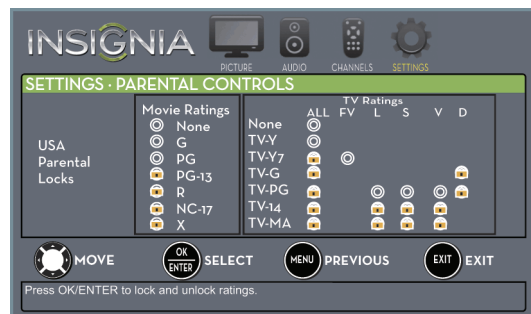 INSIGNIA
PICTURE AUDIO CHANNELS SETTINGS
SETTINGS · PARENTAL CONTROLS
USA
Parental
Locks
Movie Ratings
None
G
PG
PG-13
R
NC-17
X
TV Ratings
ALL FV L S V D
None
TV-Y
TV-Y7
TV-G
TV-PG
TV-14
TV-MA
MOVE
OK
ENTER
SELECT
MENU
PREVIOUS
EXIT
EXIT
Press OK/ENTER to lock and unlock ratings.